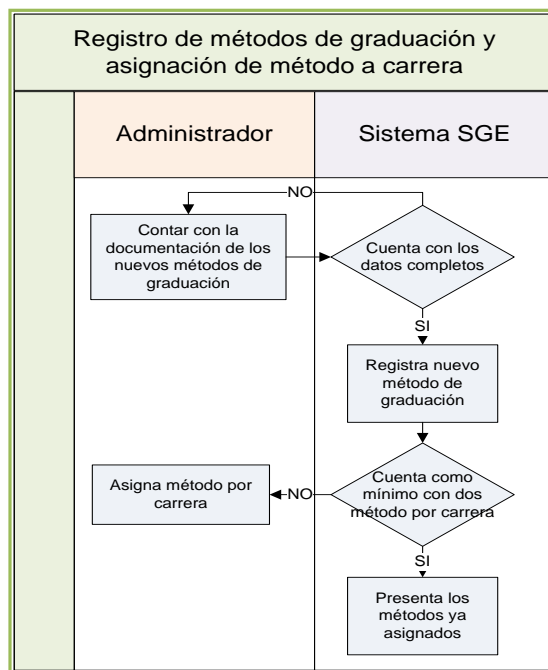 Registro de métodos de graduación y
asignación de método a carrera
Administrador
Sistema SGE
NO
Contar con la
documentación de los
nuevos métodos de
graduación
Cuenta con los
datos completos
SI
Registra nuevo
método de
graduación
Cuenta como
mínimo con dos
método por carrera
NO
Asigna método por
carrera
SI
Presenta los
métodos ya
asignados